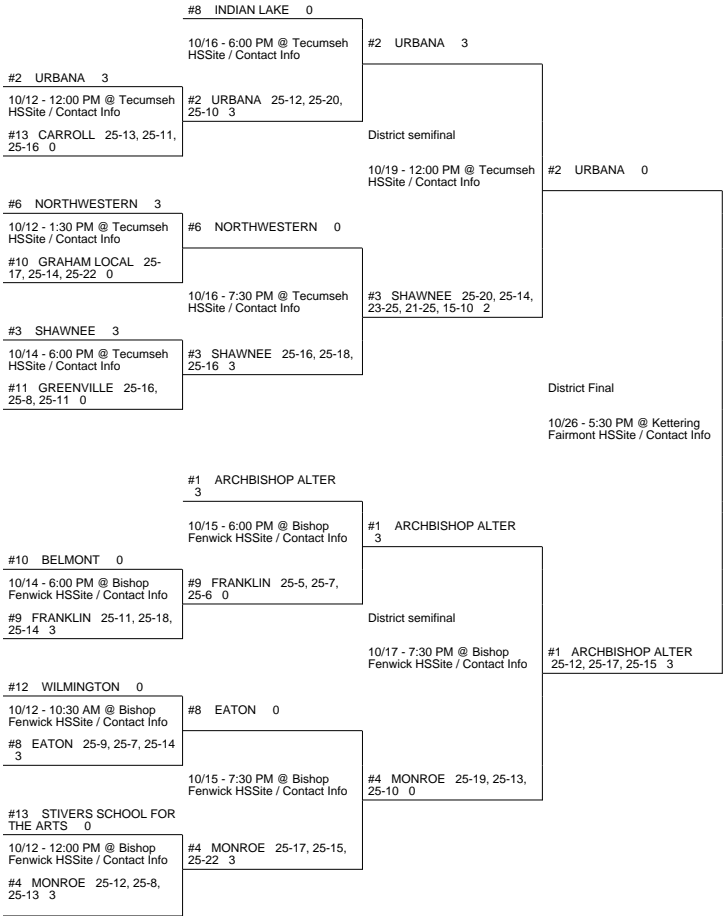 #8 INDIAN LAKE 0
10/16 - 6:00 PM @ Tecumseh
HSSite / Contact Info
#2 URBANA 3
#2 URBANA 3
10/12 - 12:00 PM @ Tecumseh
HSSite / Contact Info
#2 URBANA 25-12, 25-20,
25-10 3
#13 CARROLL 25-13, 25-11,
25-16 0
District semifinal
10/19 - 12:00 PM @ Tecumseh
HSSite / Contact Info
#2 URBANA 0
#6 NORTHWESTERN 3
10/12 - 1:30 PM @ Tecumseh
HSSite / Contact Info
#6 NORTHWESTERN 0
#10 GRAHAM LOCAL 25-
17, 25-14, 25-22 0
10/16 - 7:30 PM @ Tecumseh
HSSite / Contact Info
#3 SHAWNEE 25-20, 25-14,
23-25, 21-25, 15-10 2
#3 SHAWNEE 3
10/14 - 6:00 PM @ Tecumseh
HSSite / Contact Info
#3 SHAWNEE 25-16, 25-18,
25-16 3
#11 GREENVILLE 25-16,
25-8, 25-11 0
District Final
10/26 - 5:30 PM @ Kettering
Fairmont HSSite / Contact Info
#1 ARCHBISHOP ALTER
3
10/15 - 6:00 PM @ Bishop
Fenwick HSSite / Contact Info
#1 ARCHBISHOP ALTER
3
#10 BELMONT 0
10/14 - 6:00 PM @ Bishop
Fenwick HSSite / Contact Info
#9 FRANKLIN 25-5, 25-7,
25-6 0
#9 FRANKLIN 25-11, 25-18,
25-14 3
District semifinal
10/17 - 7:30 PM @ Bishop
Fenwick HSSite / Contact Info
#1 ARCHBISHOP ALTER
25-12, 25-17, 25-15 3
#12 WILMINGTON 0
10/12 - 10:30 AM @ Bishop
Fenwick HSSite / Contact Info
#8 EATON 0
#8 EATON 25-9, 25-7, 25-14
3
10/15 - 7:30 PM @ Bishop
Fenwick HSSite / Contact Info
#4 MONROE 25-19, 25-13,
25-10 0
#13 STIVERS SCHOOL FOR
THE ARTS 0
10/12 - 12:00 PM @ Bishop
Fenwick HSSite / Contact Info
#4 MONROE 25-17, 25-15,
25-22 3
#4 MONROE 25-12, 25-8,
25-13 3